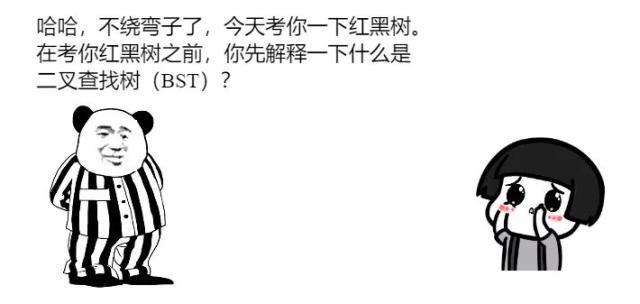 哈哈，不绕弯子了，今天考你一下红黑树。
在考你红黑树之前，你先解释一下什么是
二叉查找树（BST）？